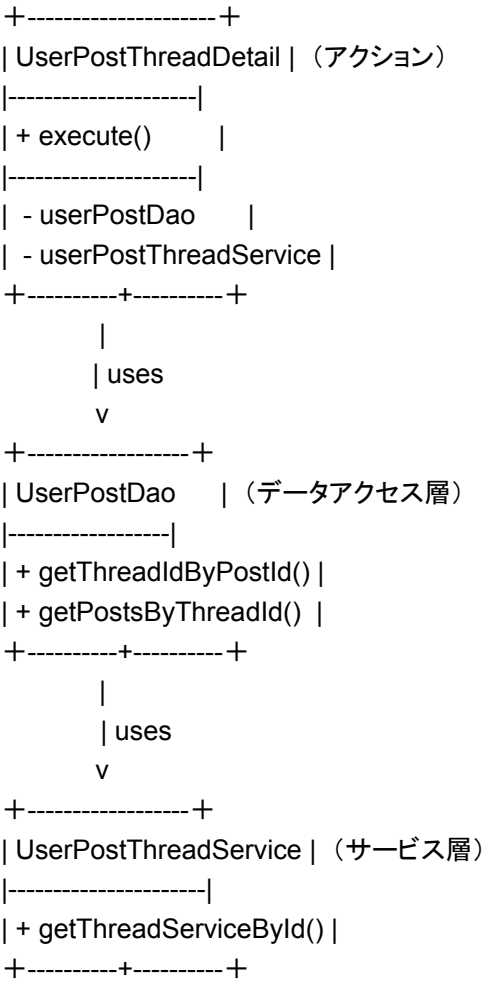 ＋---------------------＋
| UserPostThreadDetail | （アクション）
|---------------------|
| + execute()        |
|---------------------|
|  - userPostDao      |
|  - userPostThreadService |
＋----------+----------＋
|
| uses
v
＋------------------＋
| UserPostDao      | （データアクセス層）
|------------------|
| + getThreadIdByPostId() |
| + getPostsByThreadId()  |
＋----------+----------＋
|
| uses
v
＋------------------＋
| UserPostThreadService | （サービス層）
|----------------------|
| + getThreadServiceById() |
＋----------+----------＋